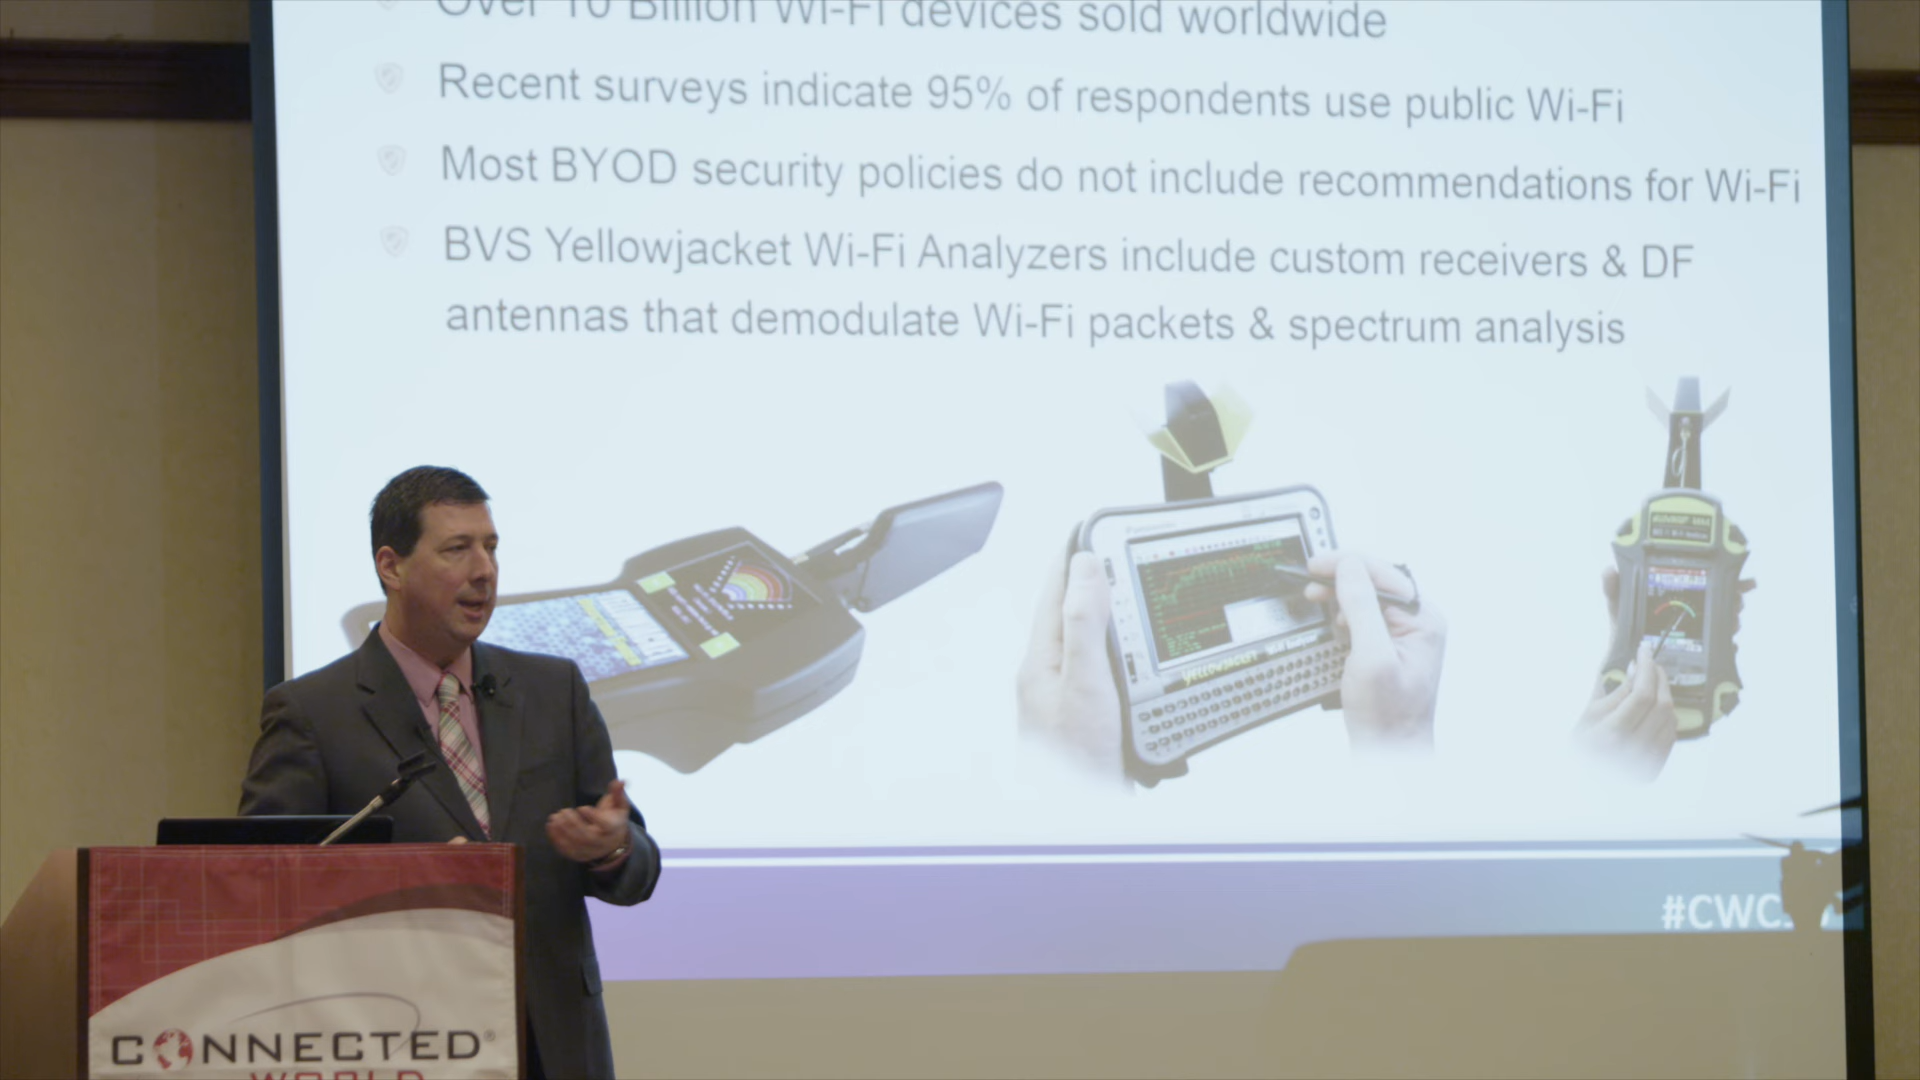 Over 10 Billion Wi-Fi devices sold worldwide
Recent surveys indicate 95% of respondents use public Wi-Fi
Most BYOD security policies do not include recommendations for Wi-Fi
BVS Yellowjacket Wi-Fi Analyzers include custom receivers & DF
antennas that demodulate Wi-Fi packets & spectrum analysis
YELLOWJACKET
#CWC
CONNECTED®
WORLD